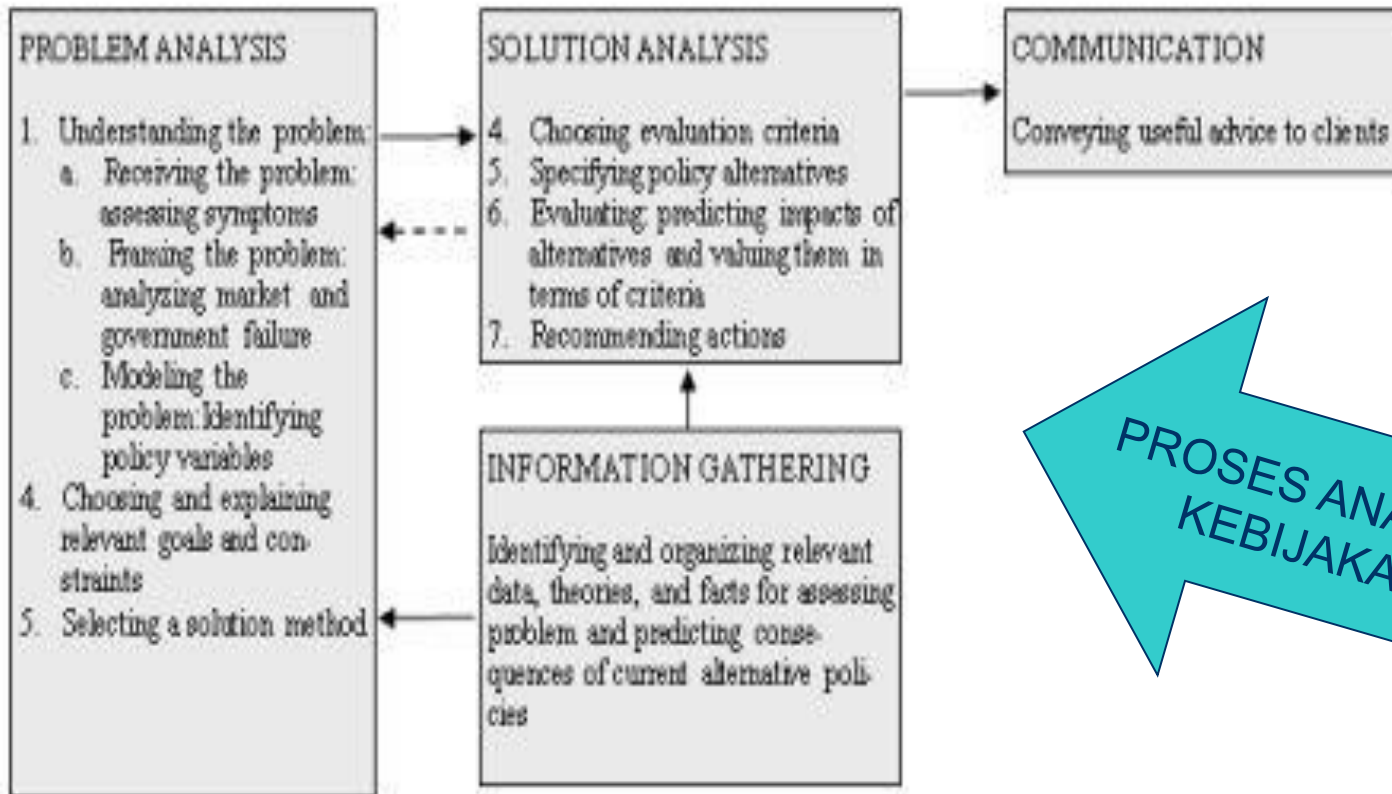 PROBLEM ANALYSIS
1. Understanding the problem:
a. Receiving the problem:
assessing symptoms
b. Framing the problem:
analyzing market and
government failure
c. Modeling the
problem: Identifying
policy variables
4. Choosing and explaining
relevant goals and con-
straints
5. Selecting a solution method
SOLUTION ANALYSIS
4. Choosing evaluation criteria
5. Specifying policy alternatives
6. Evaluating: predicting impacts of
alternatives and valuing them in
terms of criteria
7. Recommending actions
INFORMATION GATHERING
Identifying and organizing relevant
data, theories, and facts for assessing
problem and predicting conse-
quences of current alternative poli-
cies
COMMUNICATION
Conveying useful advice to clients
PROSES ANA
KEBIJAKA